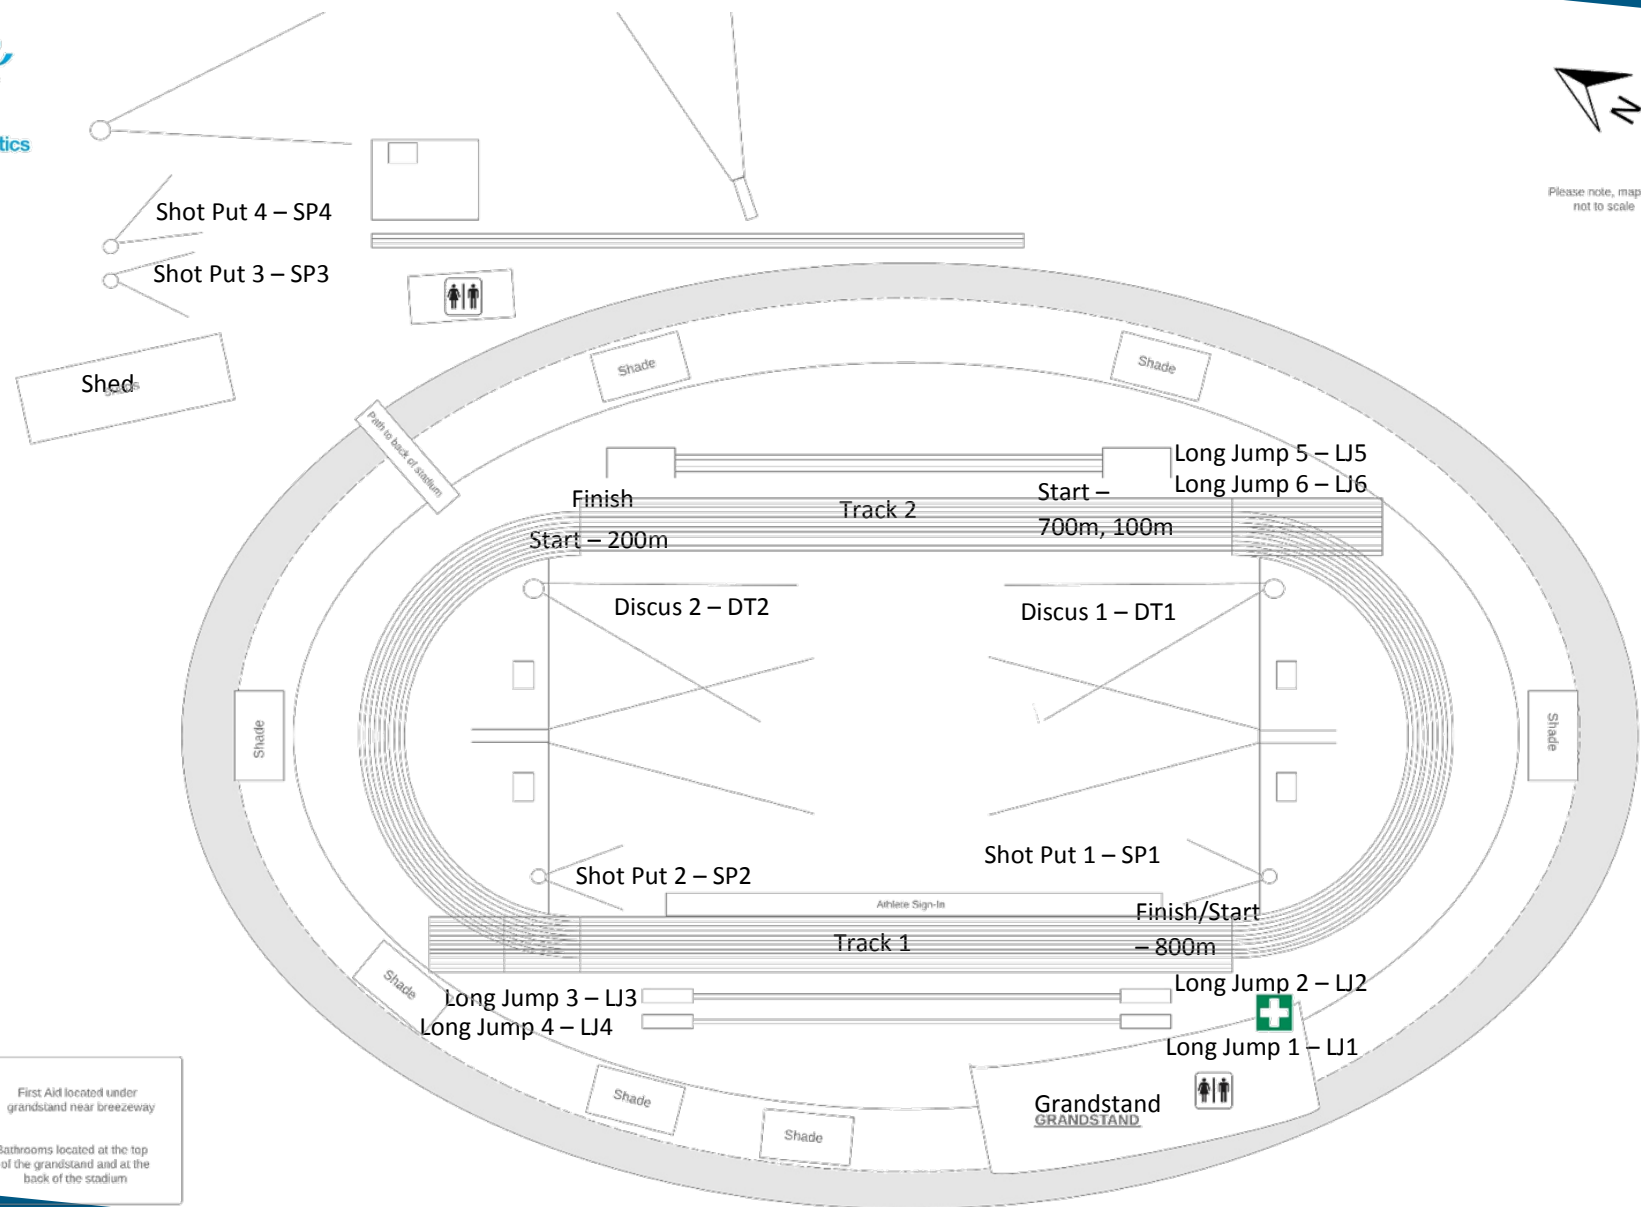 tics
N
Please note, map
not to scale
Shot Put 4 – SP4
Shot Put 3 – SP3
Shed
Shade
Shade
Path to back of stadium
Long Jump 5 – LJ5
Long Jump 6 – LJ6
Finish
Start –
700m, 100m
Track 2
Start – 200m
Discus 2 – DT2
Discus 1 – DT1
Shade
Shade
Shot Put 1 – SP1
Shot Put 2 – SP2
Athlete Sign-In
Finish/Start
– 800m
Track 1
Shade
Long Jump 2 – LJ2
Long Jump 3 – LJ3
Long Jump 4 – LJ4
Long Jump 1 – LJ1
Shade
Shade
Grandstand
GRANDSTAND
First Aid located under
grandstand near breezeway
Bathrooms located at the top
of the grandstand and at the
back of the stadium